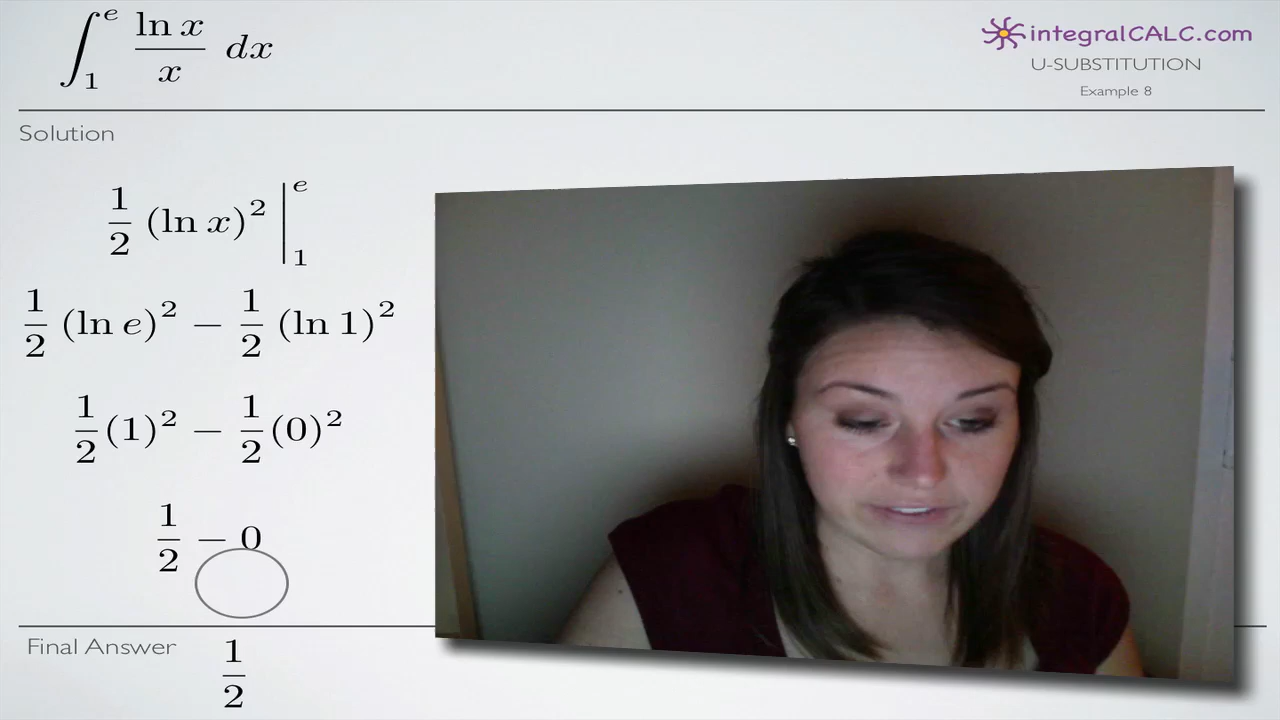 ∫₁ᵉ ln x / x dx
integralCALC.com
U-SUBSTITUTION
Example 8
Solution
1/2 (ln x)² |₁ᵉ
1/2 (ln e)² − 1/2 (ln 1)²
1/2 (1)² − 1/2 (0)²
1/2 − 0
Final Answer
1/2